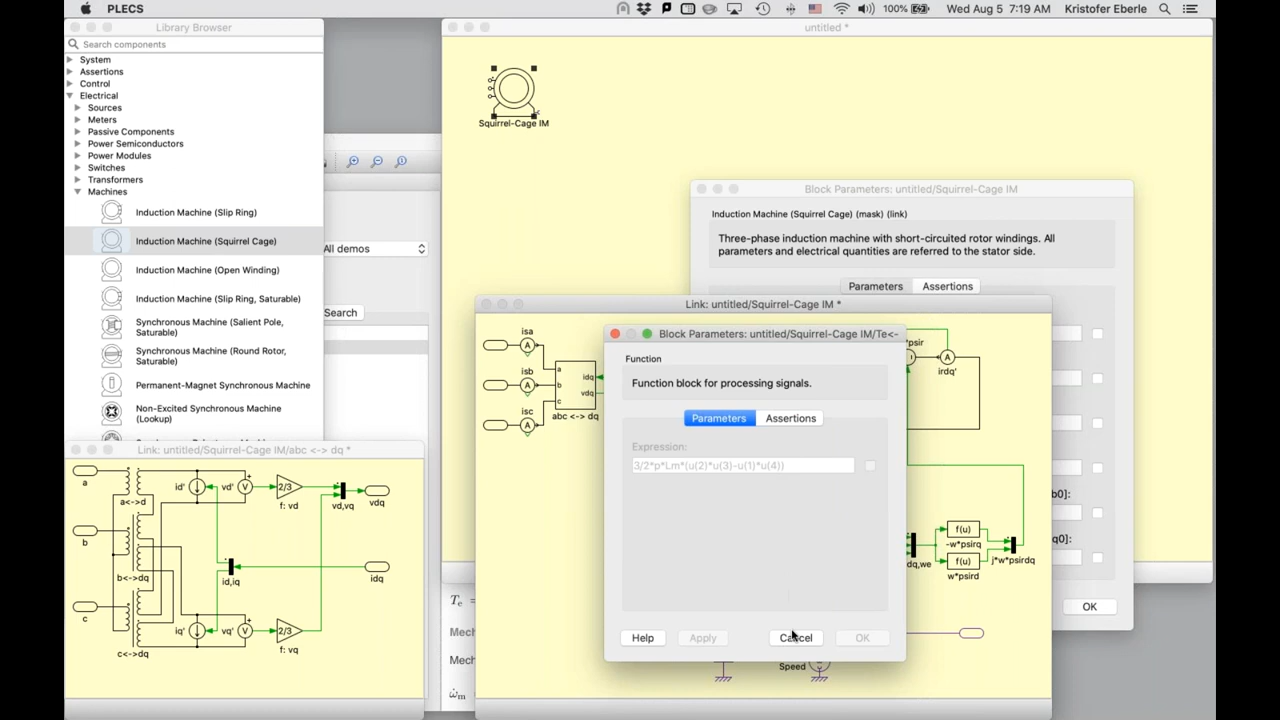 PLECS
100%
Wed Aug 5 7:19 AM
Kristofer Eberle
Library Browser
Search components
System
Assertions
Control
Electrical
Sources
Meters
Passive Components
Power Semiconductors
Power Modules
Switches
Transformers
Machines
Induction Machine (Slip Ring)
Induction Machine (Squirrel Cage)
Induction Machine (Open Winding)
Induction Machine (Slip Ring, Saturable)
Synchronous Machine (Salient Pole,
Saturable)
Synchronous Machine (Round Rotor,
Saturable)
Permanent-Magnet Synchronous Machine
Non-Excited Synchronous Machine
(Lookup)
All demos
Search
untitled *
Squirrel-Cage IM
Block Parameters: untitled/Squirrel-Cage IM
Induction Machine (Squirrel Cage) (mask) (link)
Three-phase induction machine with short-circuited rotor windings. All
parameters and electrical quantities are referred to the stator side.
Parameters
Assertions
b0]:
q0]:
OK
Link: untitled/Squirrel-Cage IM *
isa
A
isb
A
isc
A
a
b
c
idq
vdq
abc <-> dq
psir
A
irdq'
f(u)
-w*psirq
f(u)
w*psird
dq,we
j*w*psirdq
Speed
Block Parameters: untitled/Squirrel-Cage IM/Te<-
Function
Function block for processing signals.
Parameters
Assertions
Expression:
3/2*p*Lm*(u(2)*u(3)-u(1)*u(4))
Help
Apply
Cancel
OK
Link: untitled/Squirrel-Cage IM/abc <-> dq *
a
a<->d
id'
vd'
V
2/3
f: vd
vd,vq
vdq
b
b<->dq
id,iq
idq
c
c<->dq
iq'
vq'
V
2/3
f: vq
Te =
Mech
Mech
ω̇m